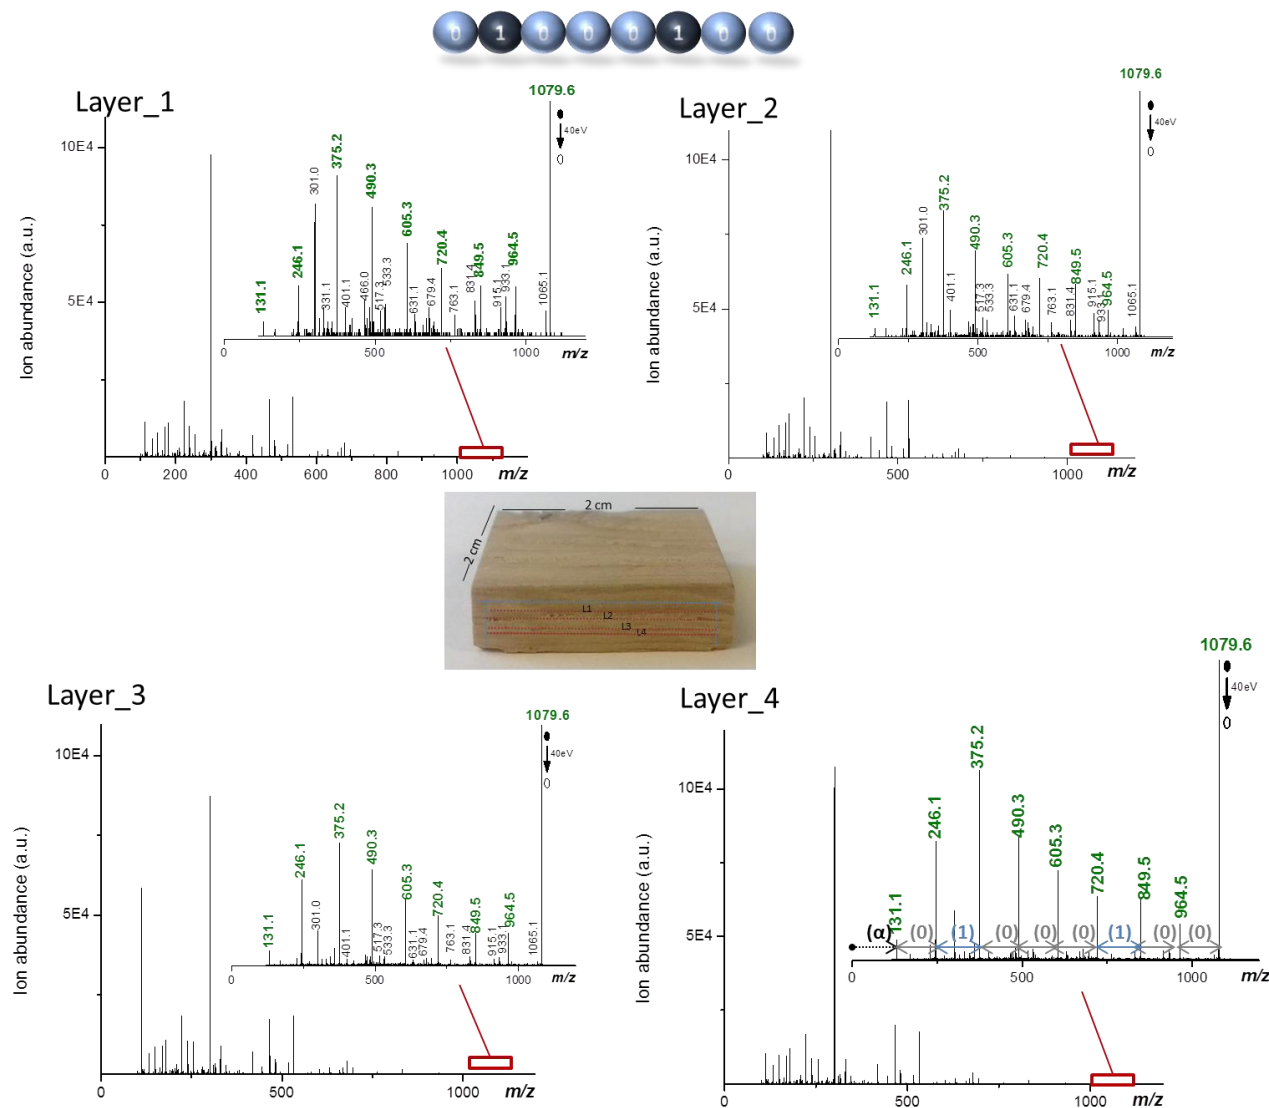 0 1 0 0 0 1 0 0
Layer_1
Ion abundance (a.u.)
10E4
5E4
0 200 400 600 800 1000 m/z
131.1 246.1 301.0 331.1 375.2 401.1 466.0 490.3 517.3 533.3 605.3 631.1 679.4 720.4 763.1 831.4 849.5 915.1 933.1 964.5 1065.1 1079.6
40eV
0 500 1000 m/z
Layer_2
Ion abundance (a.u.)
10E4
5E4
0 500 1000 m/z
131.1 246.1 301.0 375.2 401.1 490.3 517.3 533.3 605.3 631.1 679.4 720.4 763.1 831.4 849.5 915.1 933.1 964.5 1065.1 1079.6
40eV
0 500 1000 m/z
2 cm
2 cm
L1
L2
L3
L4
Layer_3
Ion abundance (a.u.)
10E4
5E4
0 500 1000 m/z
131.1 246.1 301.0 375.2 401.1 490.3 517.3 533.3 605.3 631.1 679.4 720.4 763.1 831.4 849.5 915.1 933.1 964.5 1065.1 1079.6
40eV
0 500 1000 m/z
Layer_4
Ion abundance (a.u.)
10E4
5E4
0 500 1000 m/z
131.1 246.1 375.2 490.3 605.3 720.4 849.5 964.5 1079.6
40eV
(α) (0) (1) (0) (0) (0) (1) (0) (0)
0 500 1000 m/z